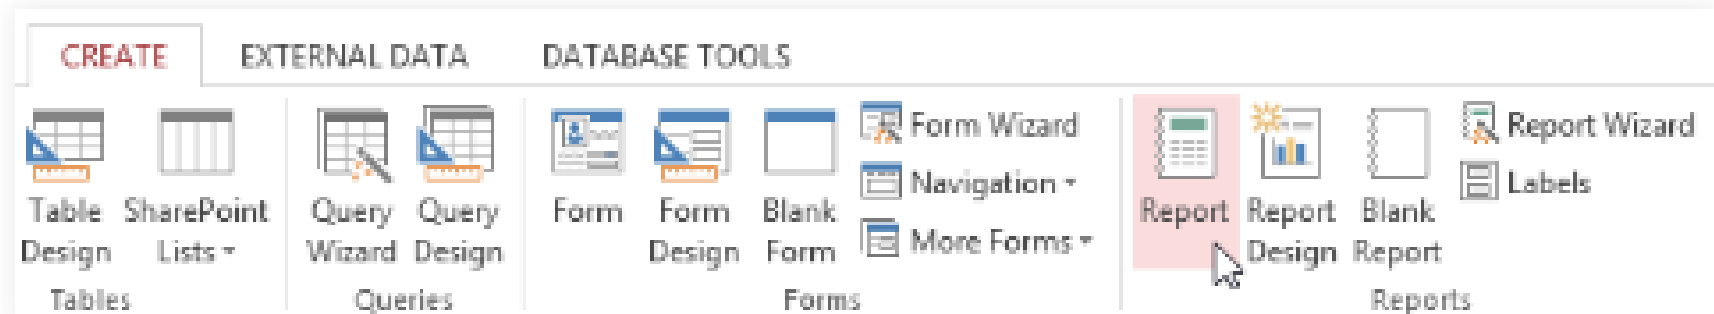 CREATE EXTERNAL DATA DATABASE TOOLS
Table Design
SharePoint Lists
Query Wizard
Query Design
Form
Form Design
Blank Form
Form Wizard
Navigation
More Forms
Report
Report Design
Blank Report
Report Wizard
Labels
Tables Queries Forms Reports